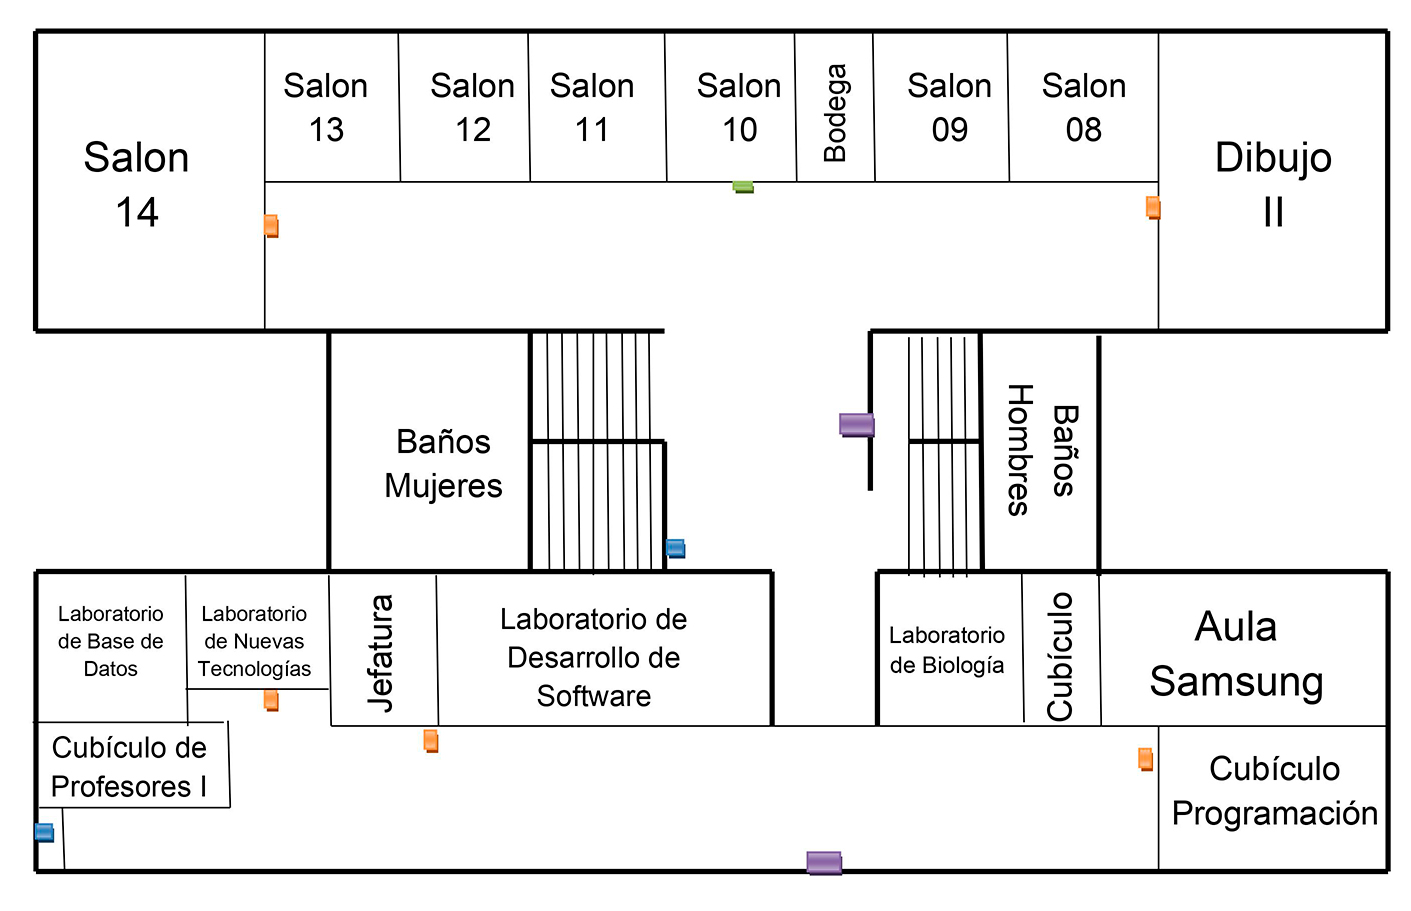 Salon
14
Salon
13
Salon
12
Salon
11
Salon
10
Bodega
Salon
09
Salon
08
Dibujo
II
Baños
Mujeres
Baños
Hombres
Laboratorio
de Base de
Datos
Laboratorio
de Nuevas
Tecnologías
Jefatura
Laboratorio de
Desarrollo de
Software
Laboratorio
de Biología
Cubículo
Aula
Samsung
Cubículo de
Profesores I
Cubículo
Programación